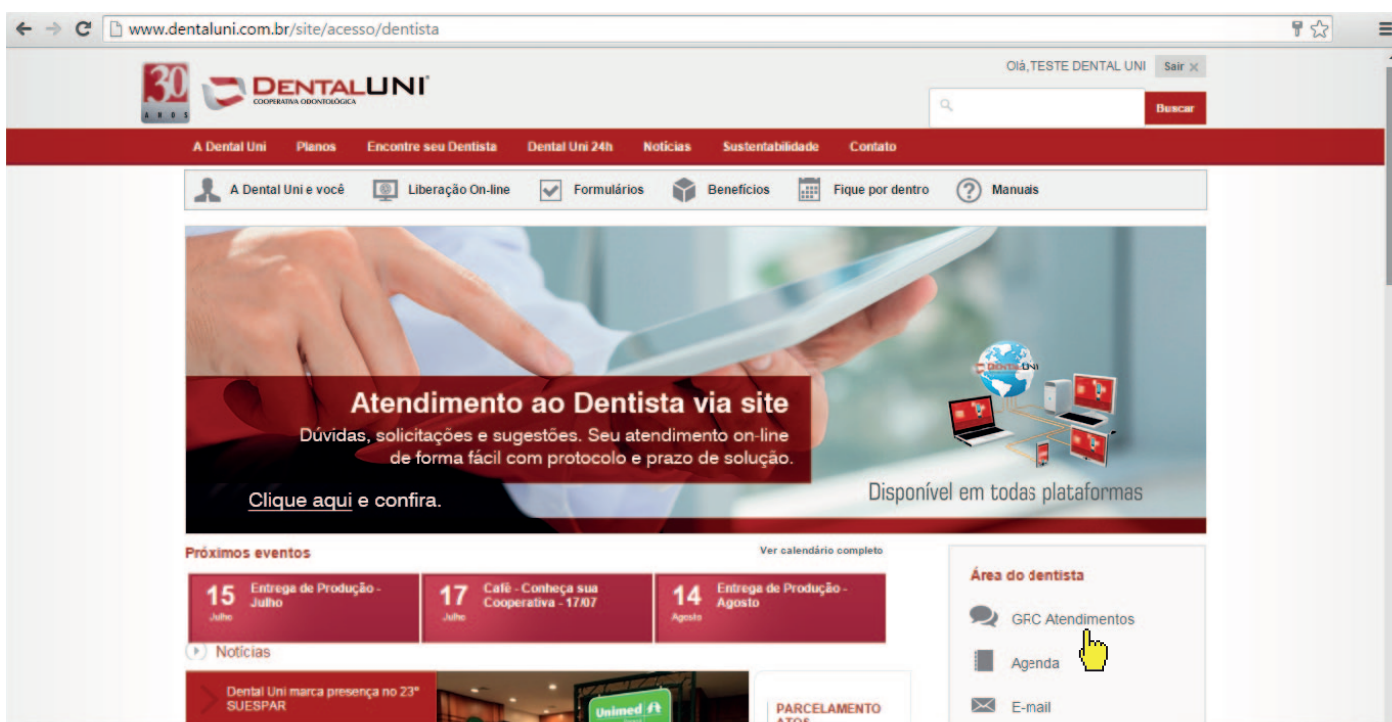 www.dentaluni.com.br/site/acesso/dentista
Olá,TESTE DENTAL UNI Sair
30
ANOS
DENTALUNI
COOPERATIVA ODONTOLÓGICA
Buscar
A Dental Uni Planos Encontre seu Dentista Dental Uni 24h Notícias Sustentabilidade Contato
A Dental Uni e você Liberação On-line Formulários Benefícios Fique por dentro Manuais
DENTALUNI
Atendimento ao Dentista via site
Dúvidas, solicitações e sugestões. Seu atendimento on-line
de forma fácil com protocolo e prazo de solução.
Clique aqui e confira.
Disponível em todas plataformas
Próximos eventos
Ver calendário completo
15 Julho
Entrega de Produção -
Julho
17 Julho
Café - Conheça sua
Cooperativa - 17/07
14 Agosto
Entrega de Produção -
Agosto
Notícias
Dental Uni marca presença no 23º
SUESPAR
Unimed
PARCELAMENTO
ATOS
Área do dentista
GRC Atendimentos
Agenda
E-mail